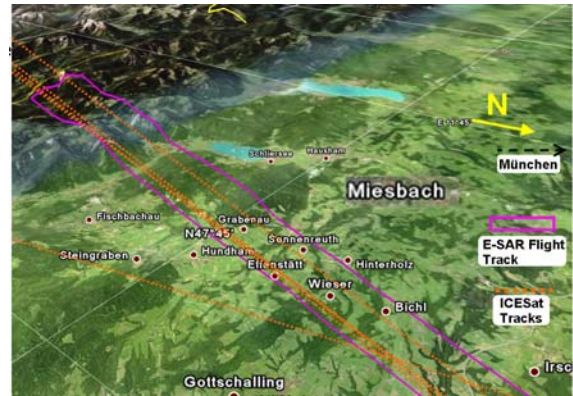 N
E-11°45'
München
Schliersee
Hausham
Miesbach
Fischbachau
Grabenau
N47°45'
Sonnenreuth
E-SAR Flight
Track
Steingraben
Hundham
Hinterholz
Effenstätt
Wieser
ICESat
Tracks
Bichl
Irsc
Gottschalling